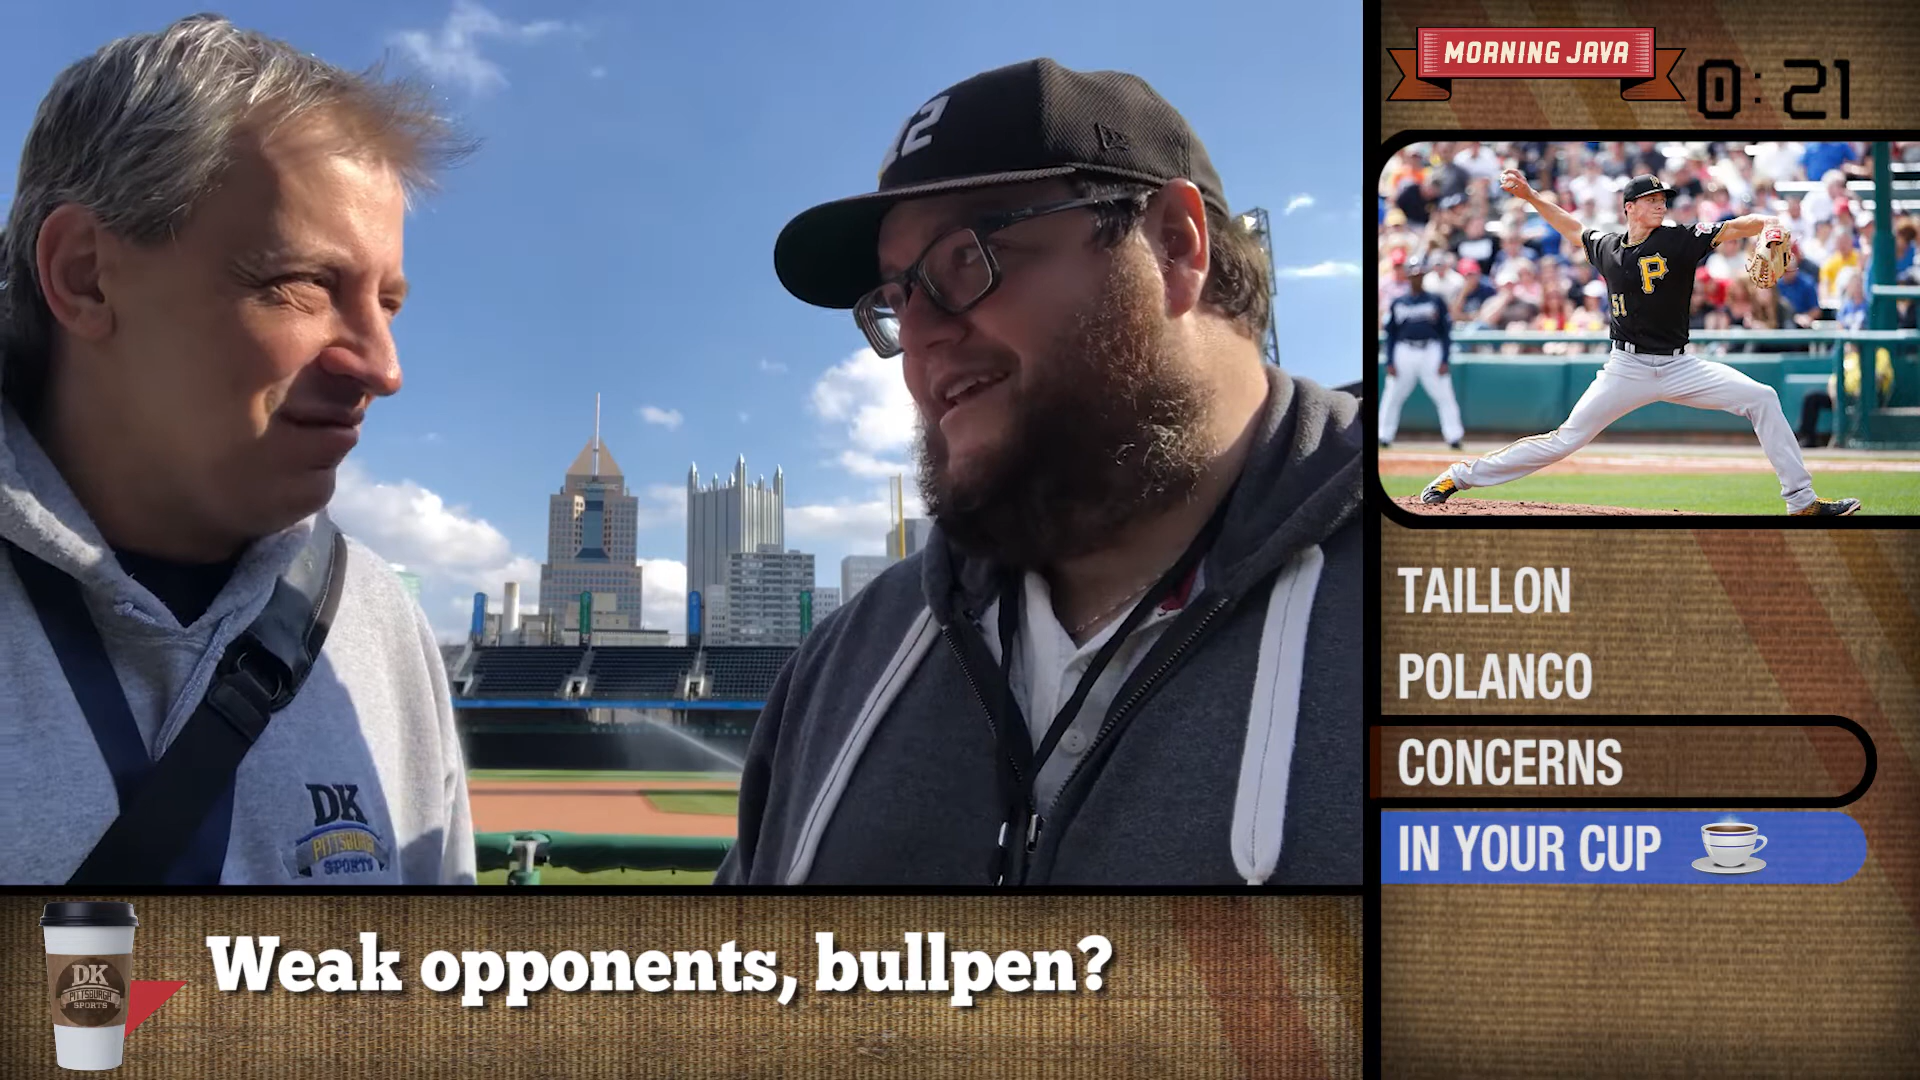 MORNING JAVA
0:21
P
51
TAILLON
POLANCO
CONCERNS
IN YOUR CUP
DK
PITTSBURGH
SPORTS
Weak opponents, bullpen?
DK
PITTSBURGH
SPORTS